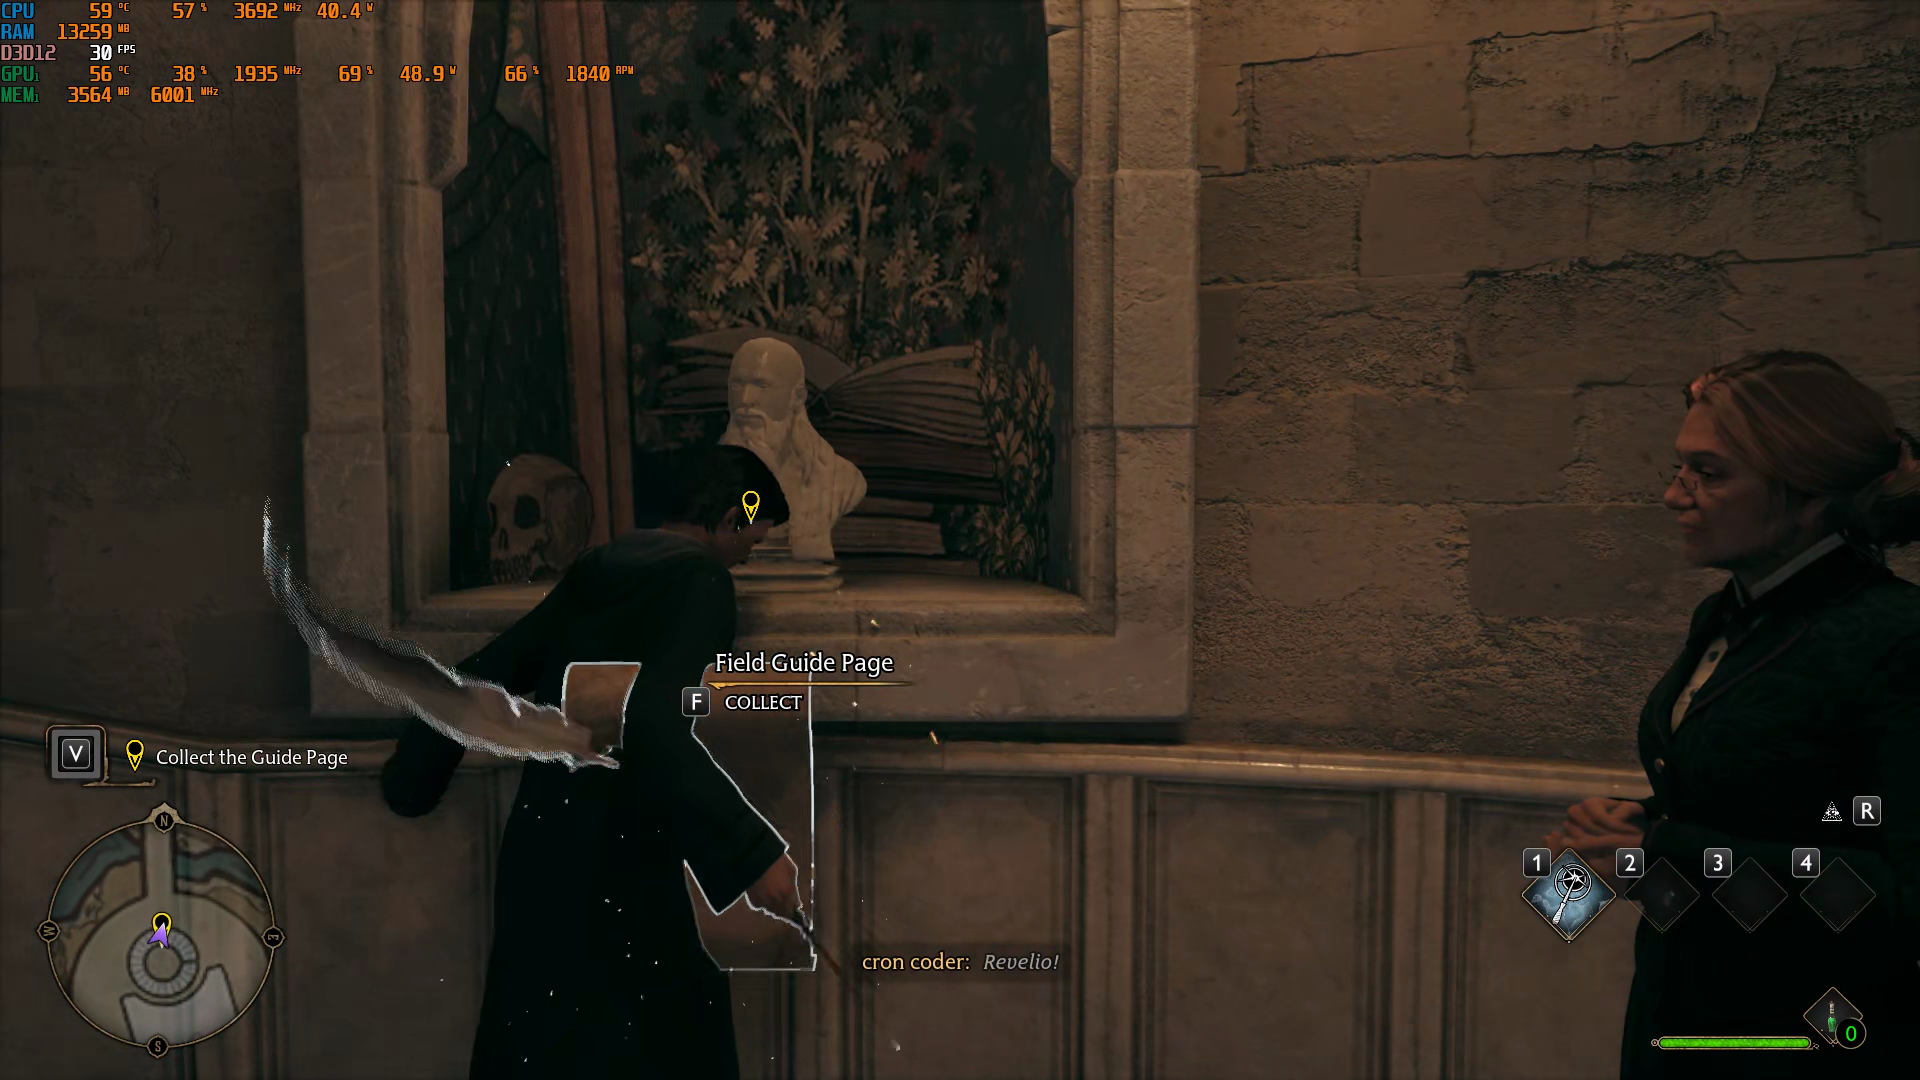 CPU 59 °C 57 % 3692 MHz 40.4 W
RAM 13259 MB
D3D12 30 FPS
GPU1 56 °C 38 % 1935 MHz 69 % 48.9 W 66 % 1840 RPM
MEM1 3564 MB 6001 MHz
Field Guide Page
F COLLECT
V Collect the Guide Page
N
W E
S
R
1 2 3 4
cron coder: Revelio!
0